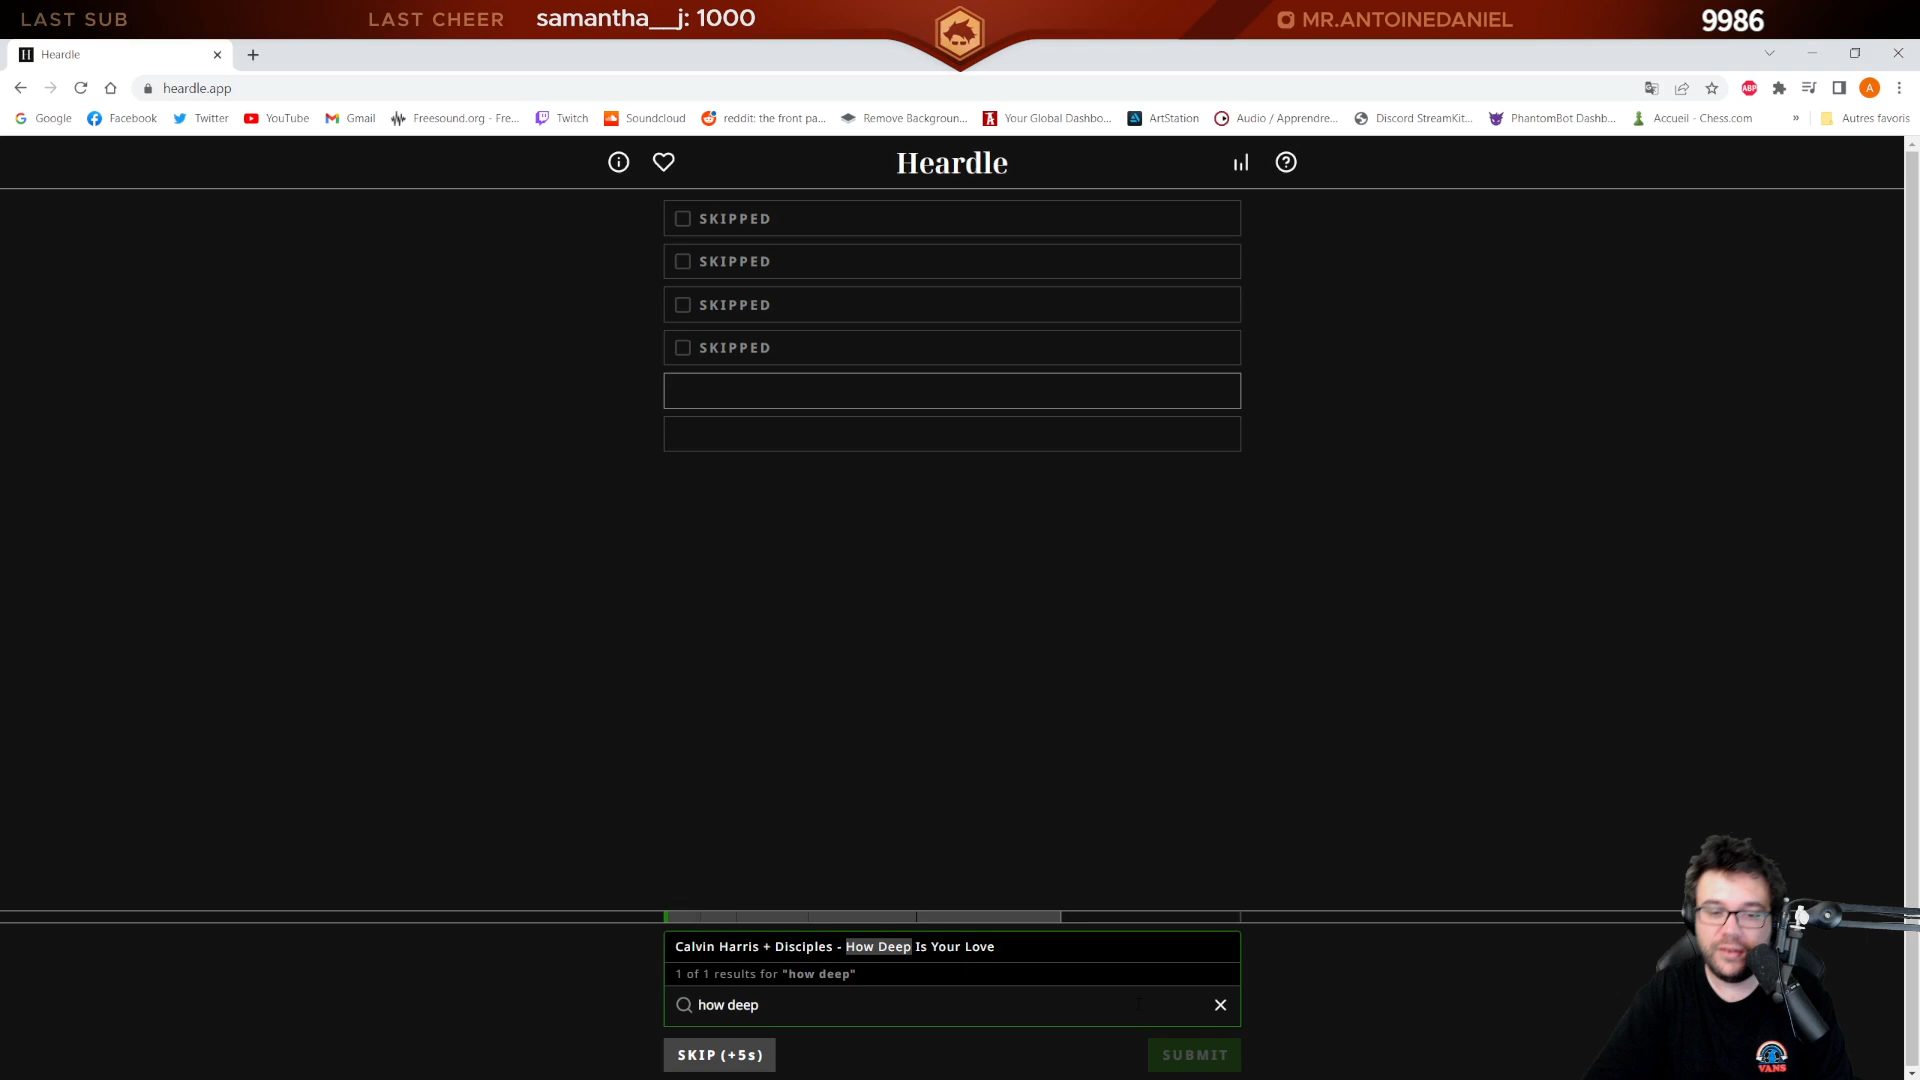 LAST SUB
LAST CHEER samantha__j: 1000
MR.ANTOINEDANIEL
9986
Heardle
heardle.app
Google Facebook Twitter YouTube Gmail Freesound.org - Fre... Twitch Soundcloud reddit: the front pa... Remove Backgroun... Your Global Dashbo... ArtStation Audio / Apprendre... Discord StreamKit... PhantomBot Dashb... Accueil - Chess.com » Autres favoris
ABP
A
Heardle
SKIPPED
SKIPPED
SKIPPED
SKIPPED
Calvin Harris + Disciples - How Deep Is Your Love
1 of 1 results for "how deep"
how deep
SKIP (+5s)
SUBMIT
VANS